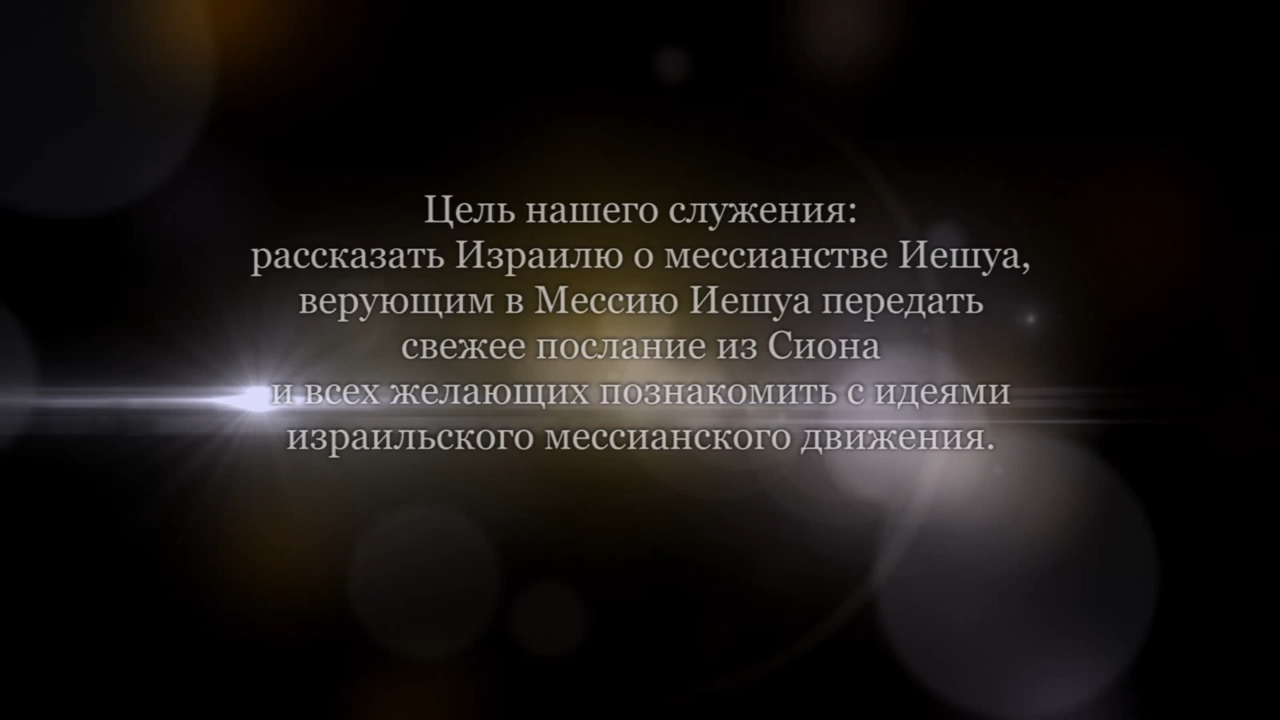 Цель нашего служения:
рассказать Израилю о мессианстве Иешуа,
верующим в Мессию Иешуа передать
свежее послание из Сиона
и всех желающих познакомить с идеями
израильского мессианского движения.